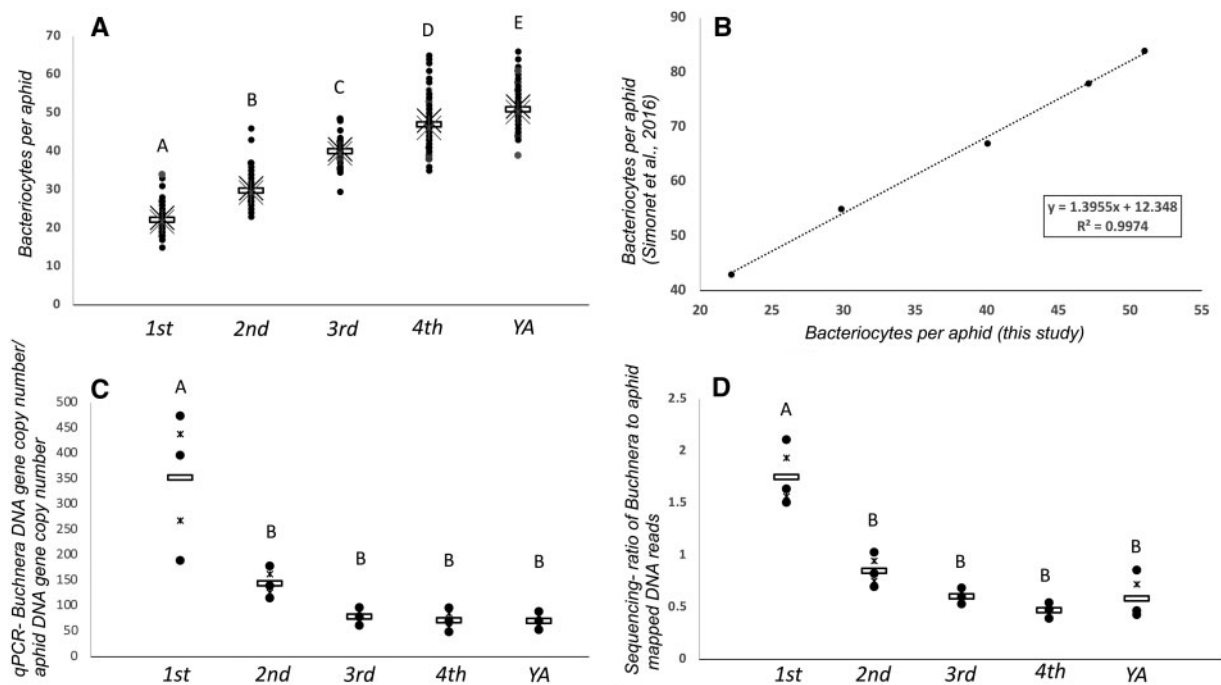 A
Bacteriocytes per aphid
70
60
50
40
30
20
10
0
A
B
C
D
E
1st
2nd
3rd
4th
YA
B
Bacteriocytes per aphid
(Simonet et al., 2016)
90
80
70
60
50
40
y = 1.3955x + 12.348
R² = 0.9974
20
25
30
35
40
45
50
55
Bacteriocytes per aphid (this study)
C
qPCR- Buchnera DNA gene copy number/
aphid DNA gene copy number
500
450
400
350
300
250
200
150
100
50
0
A
B
B
B
B
1st
2nd
3rd
4th
YA
D
Sequencing- ratio of Buchnera to aphid
mapped DNA reads
2.5
2
1.5
1
0.5
0
A
B
B
B
B
1st
2nd
3rd
4th
YA